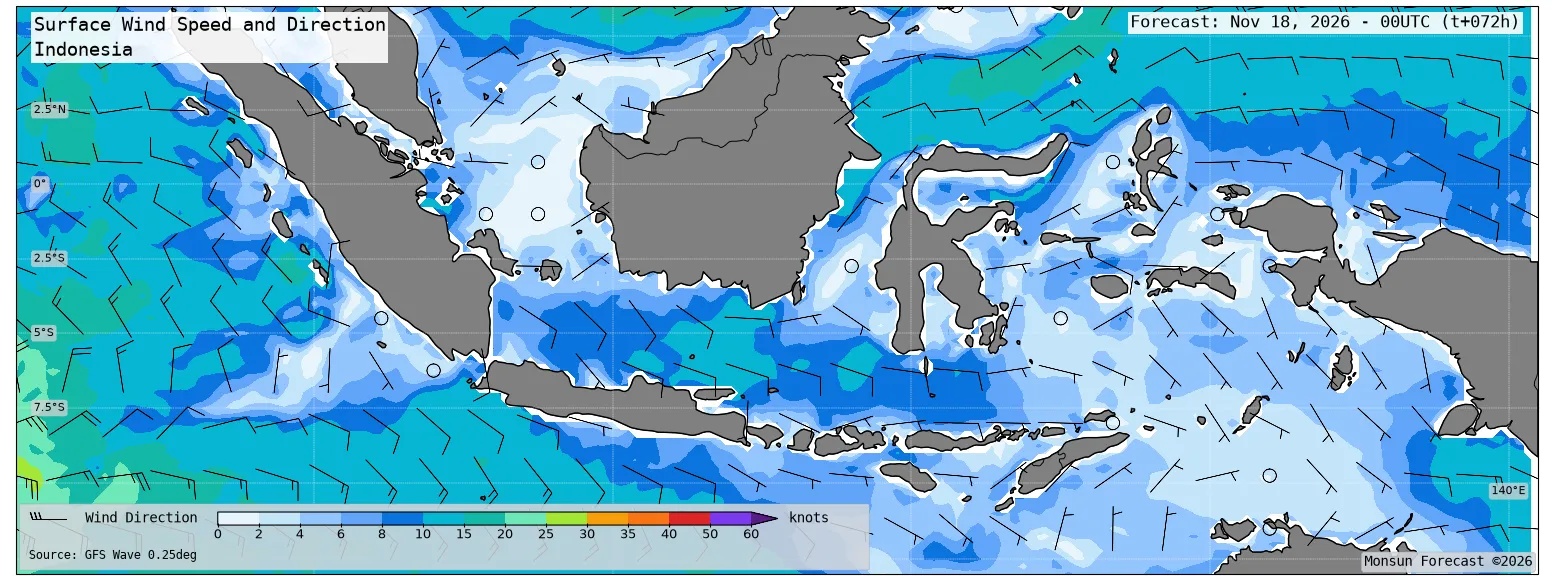 Surface Wind Speed and Direction
Indonesia
Forecast: Nov 18, 2026 - 00UTC (t+072h)
2.5°N
0°
2.5°S
5°S
7.5°S
140°E
Wind Direction
0 2 4 6 8 10 15 20 25 30 35 40 50 60 knots
Source: GFS Wave 0.25deg
Monsun Forecast ©2026